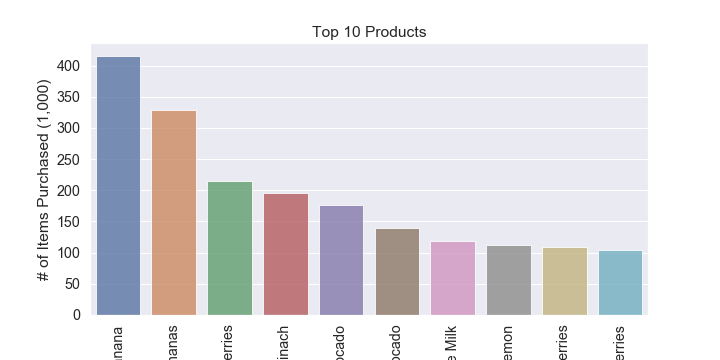 Top 10 Products
# of Items Purchased (1,000)
400
350
300
250
200
150
100
50
0
nana
nanas
erries
inach
ocado
ocado
e Milk
emon
erries
erries